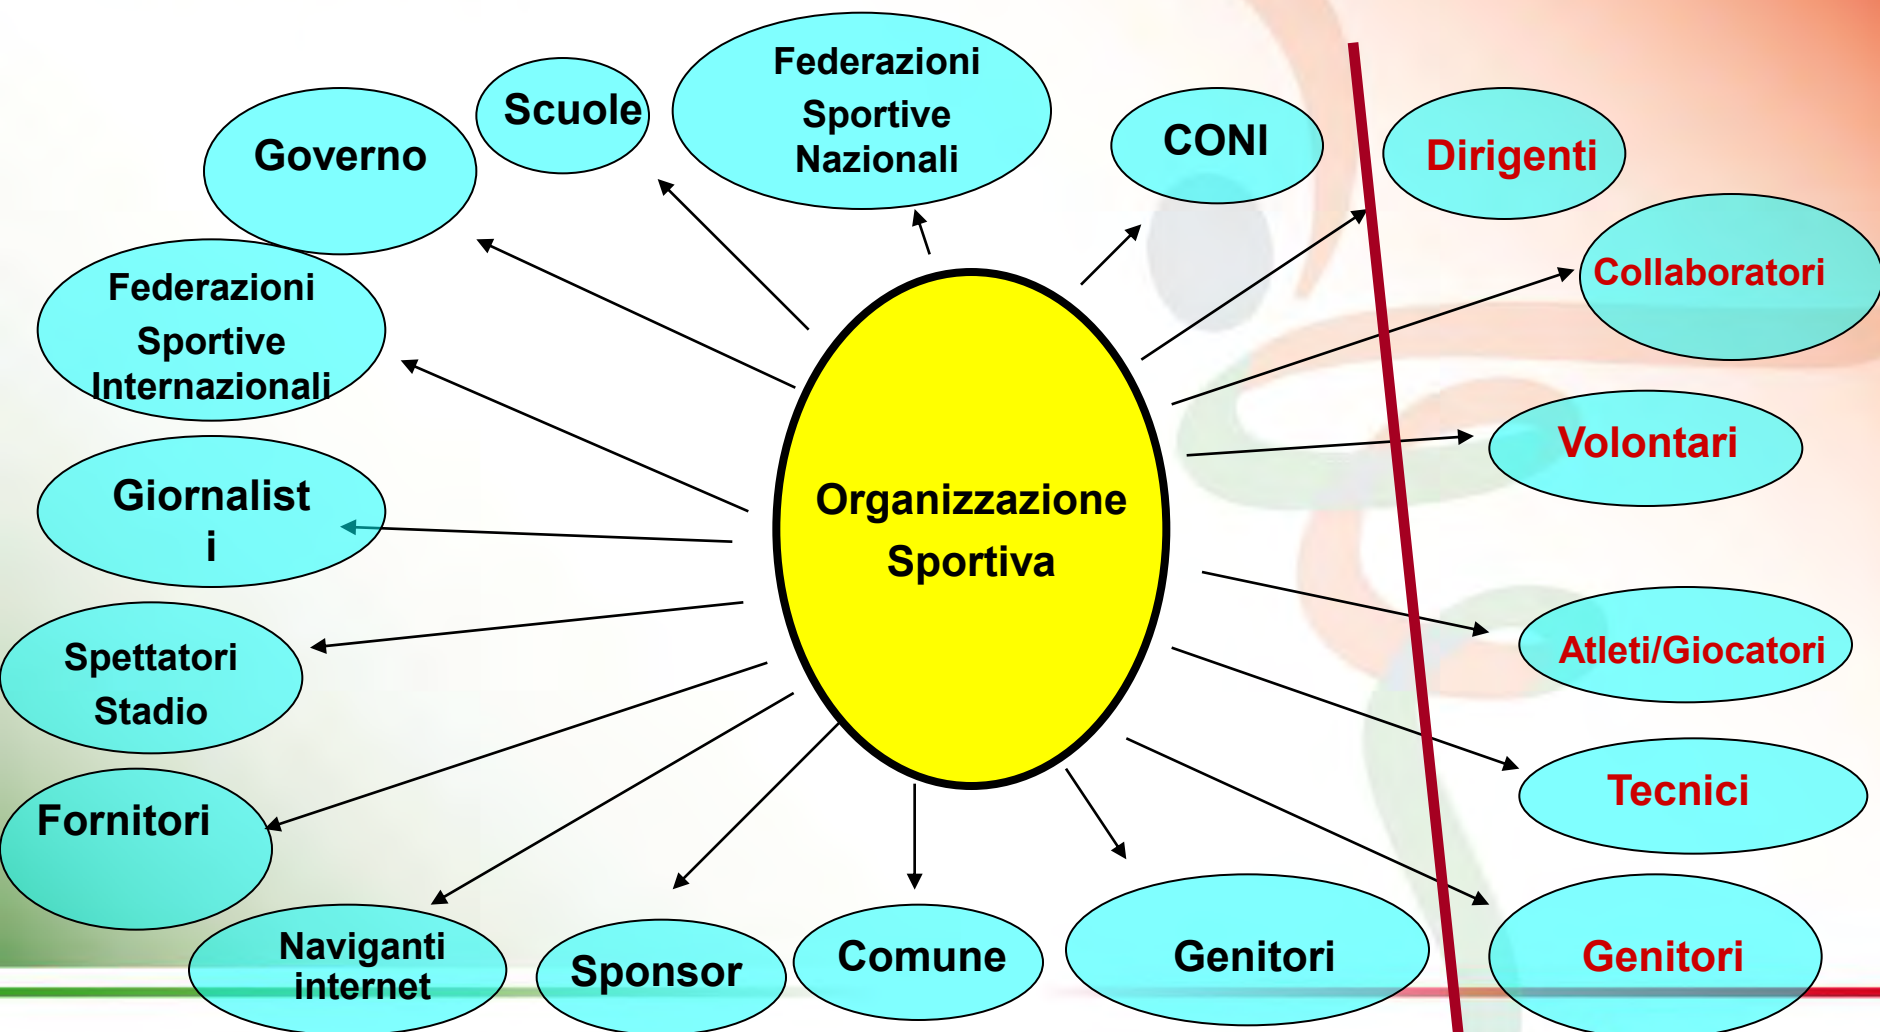 Federazioni
Sportive
Nazionali
Scuole
CONI
Governo
Dirigenti
Collaboratori
Federazioni
Sportive
Internazionali
Volontari
Giornalist
i
Organizzazione
Sportiva
Spettatori
Stadio
Atleti/Giocatori
Fornitori
Tecnici
Naviganti
internet
Sponsor
Comune
Genitori
Genitori